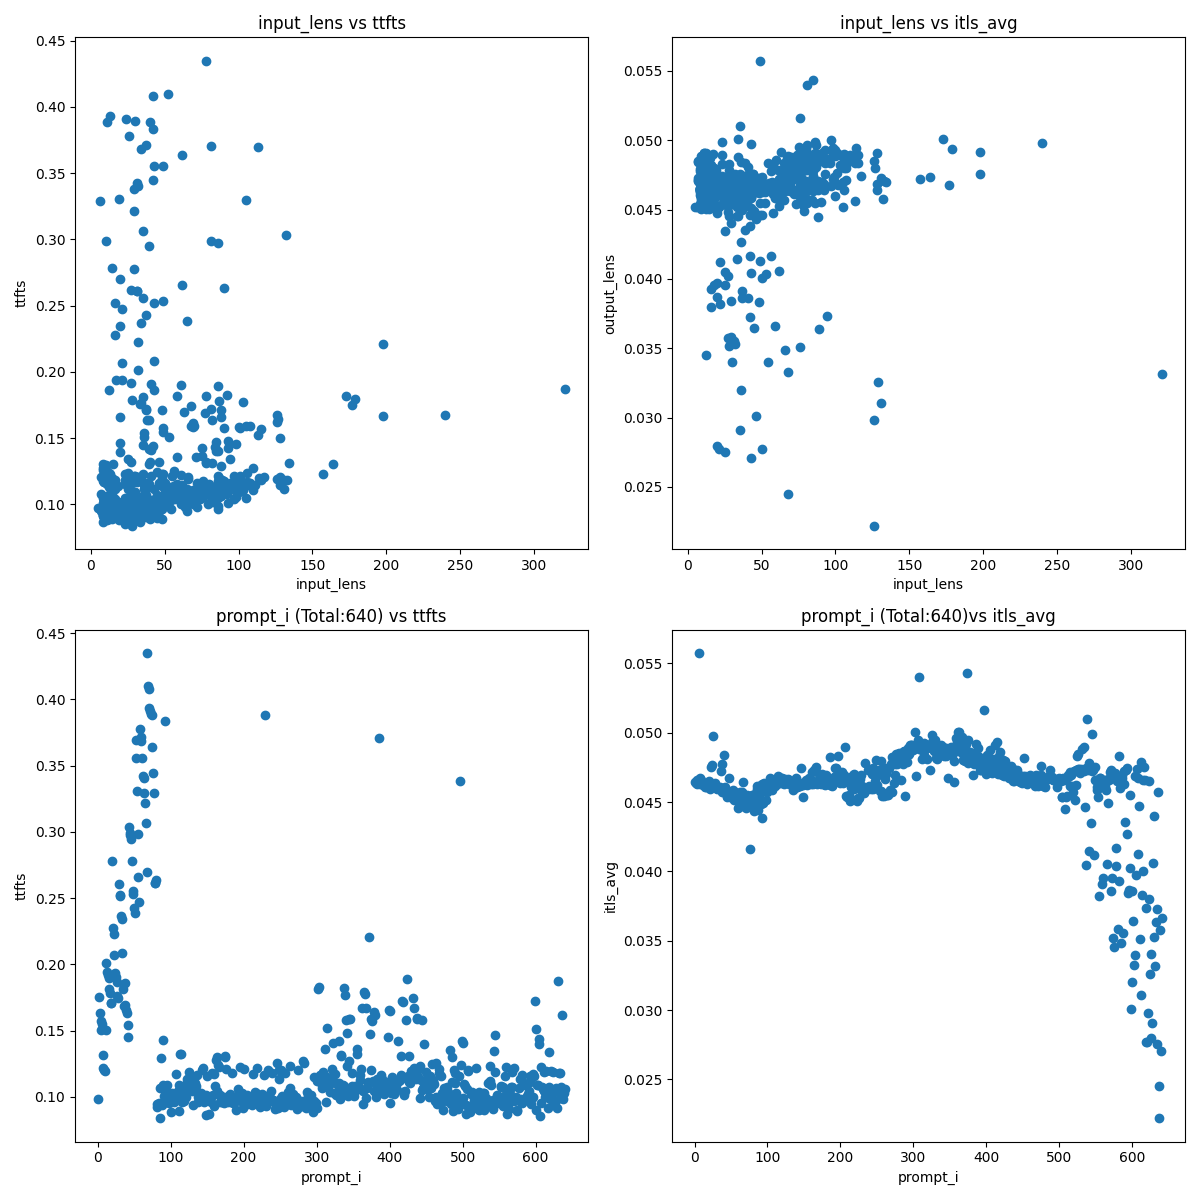 input_lens vs ttfts
0.45
0.40
0.35
0.30
0.25
0.20
0.15
0.10
ttfts
0 50 100 150 200 250 300
input_lens
input_lens vs itls_avg
0.055
0.050
0.045
0.040
0.035
0.030
0.025
output_lens
0 50 100 150 200 250 300
input_lens
prompt_i (Total:640) vs ttfts
0.45
0.40
0.35
0.30
0.25
0.20
0.15
0.10
ttfts
0 100 200 300 400 500 600
prompt_i
prompt_i (Total:640)vs itls_avg
0.055
0.050
0.045
0.040
0.035
0.030
0.025
itls_avg
0 100 200 300 400 500 600
prompt_i